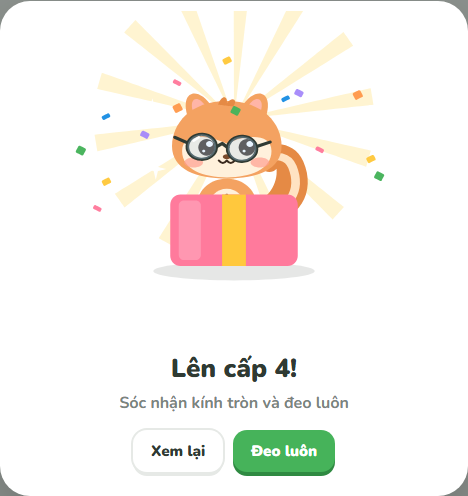 Lên cấp 4!
Sóc nhận kính tròn và đeo luôn
Xem lại
Đeo luôn